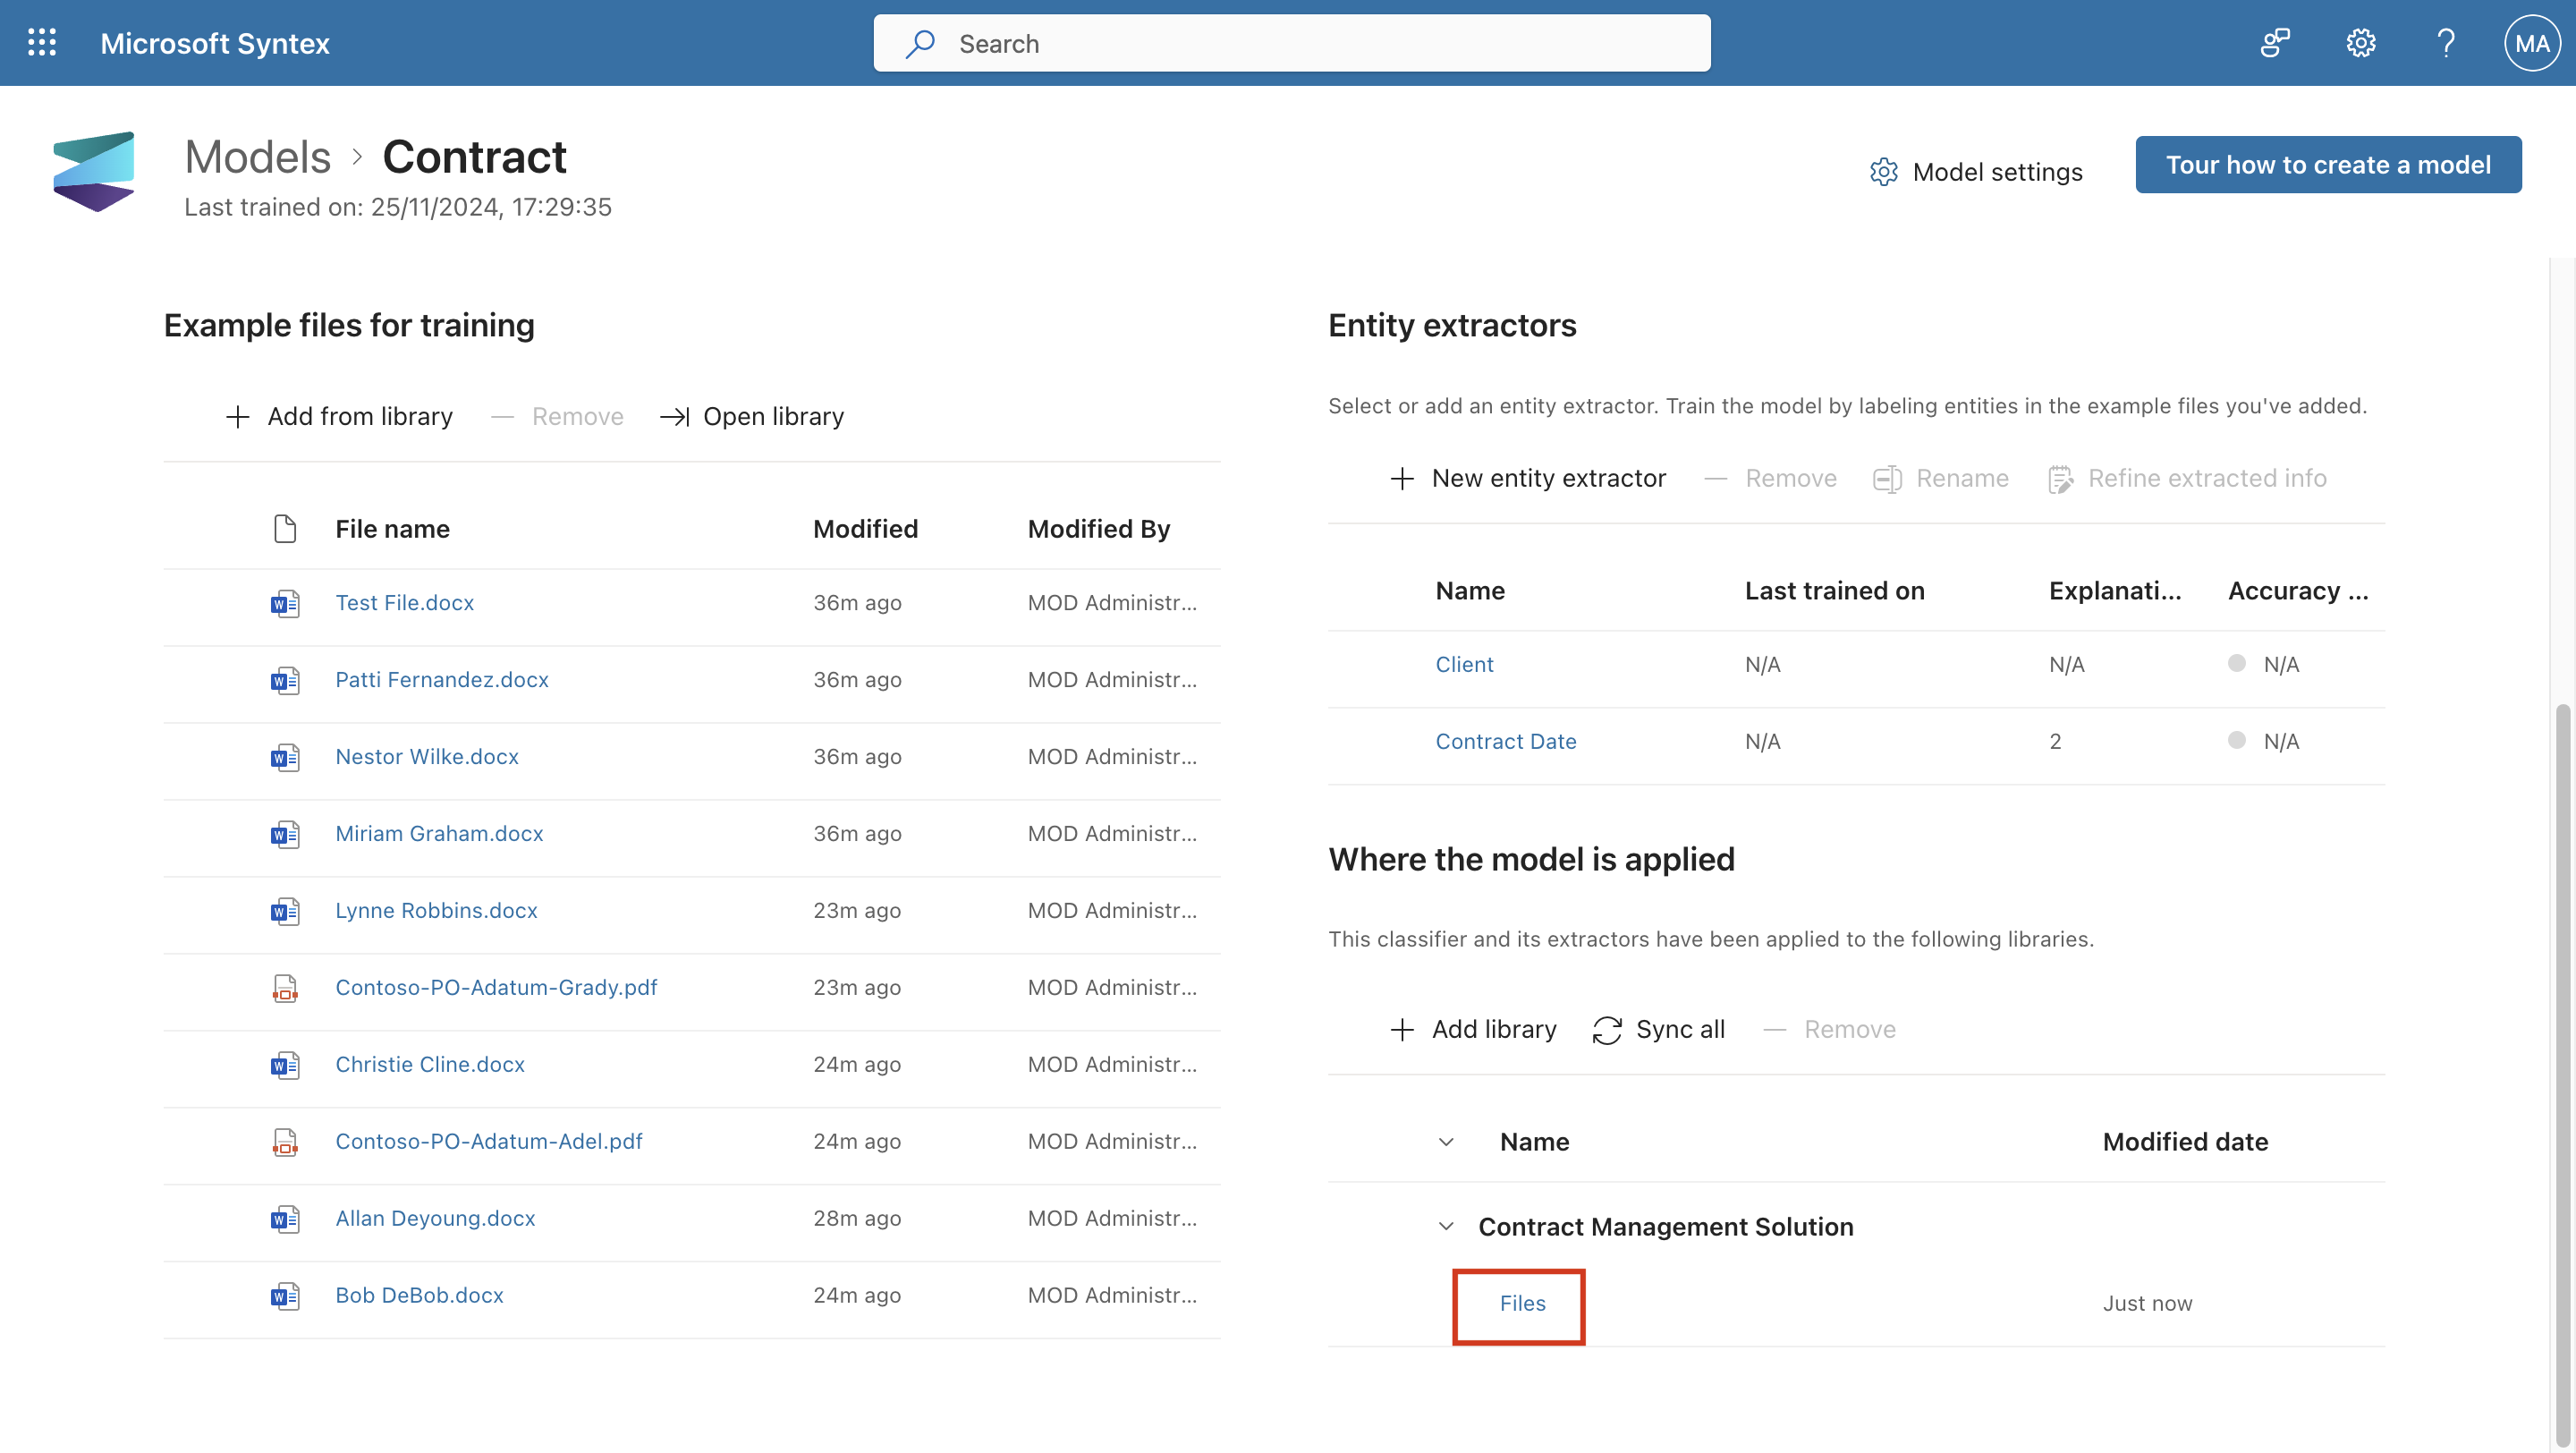 Microsoft Syntex
Search
MA
Models > Contract
Last trained on: 25/11/2024, 17:29:35
Model settings
Tour how to create a model
Example files for training
Add from library
Remove
Open library
File name Modified Modified By
Test File.docx 36m ago MOD Administr...
Patti Fernandez.docx 36m ago MOD Administr...
Nestor Wilke.docx 36m ago MOD Administr...
Miriam Graham.docx 36m ago MOD Administr...
Lynne Robbins.docx 23m ago MOD Administr...
Contoso-PO-Adatum-Grady.pdf 23m ago MOD Administr...
Christie Cline.docx 24m ago MOD Administr...
Contoso-PO-Adatum-Adel.pdf 24m ago MOD Administr...
Allan Deyoung.docx 28m ago MOD Administr...
Bob DeBob.docx 24m ago MOD Administr...
Entity extractors
Select or add an entity extractor. Train the model by labeling entities in the example files you've added.
New entity extractor
Remove
Rename
Refine extracted info
Name Last trained on Explanati... Accuracy ...
Client N/A N/A N/A
Contract Date N/A 2 N/A
Where the model is applied
This classifier and its extractors have been applied to the following libraries.
Add library
Sync all
Remove
Name Modified date
Contract Management Solution
Files Just now